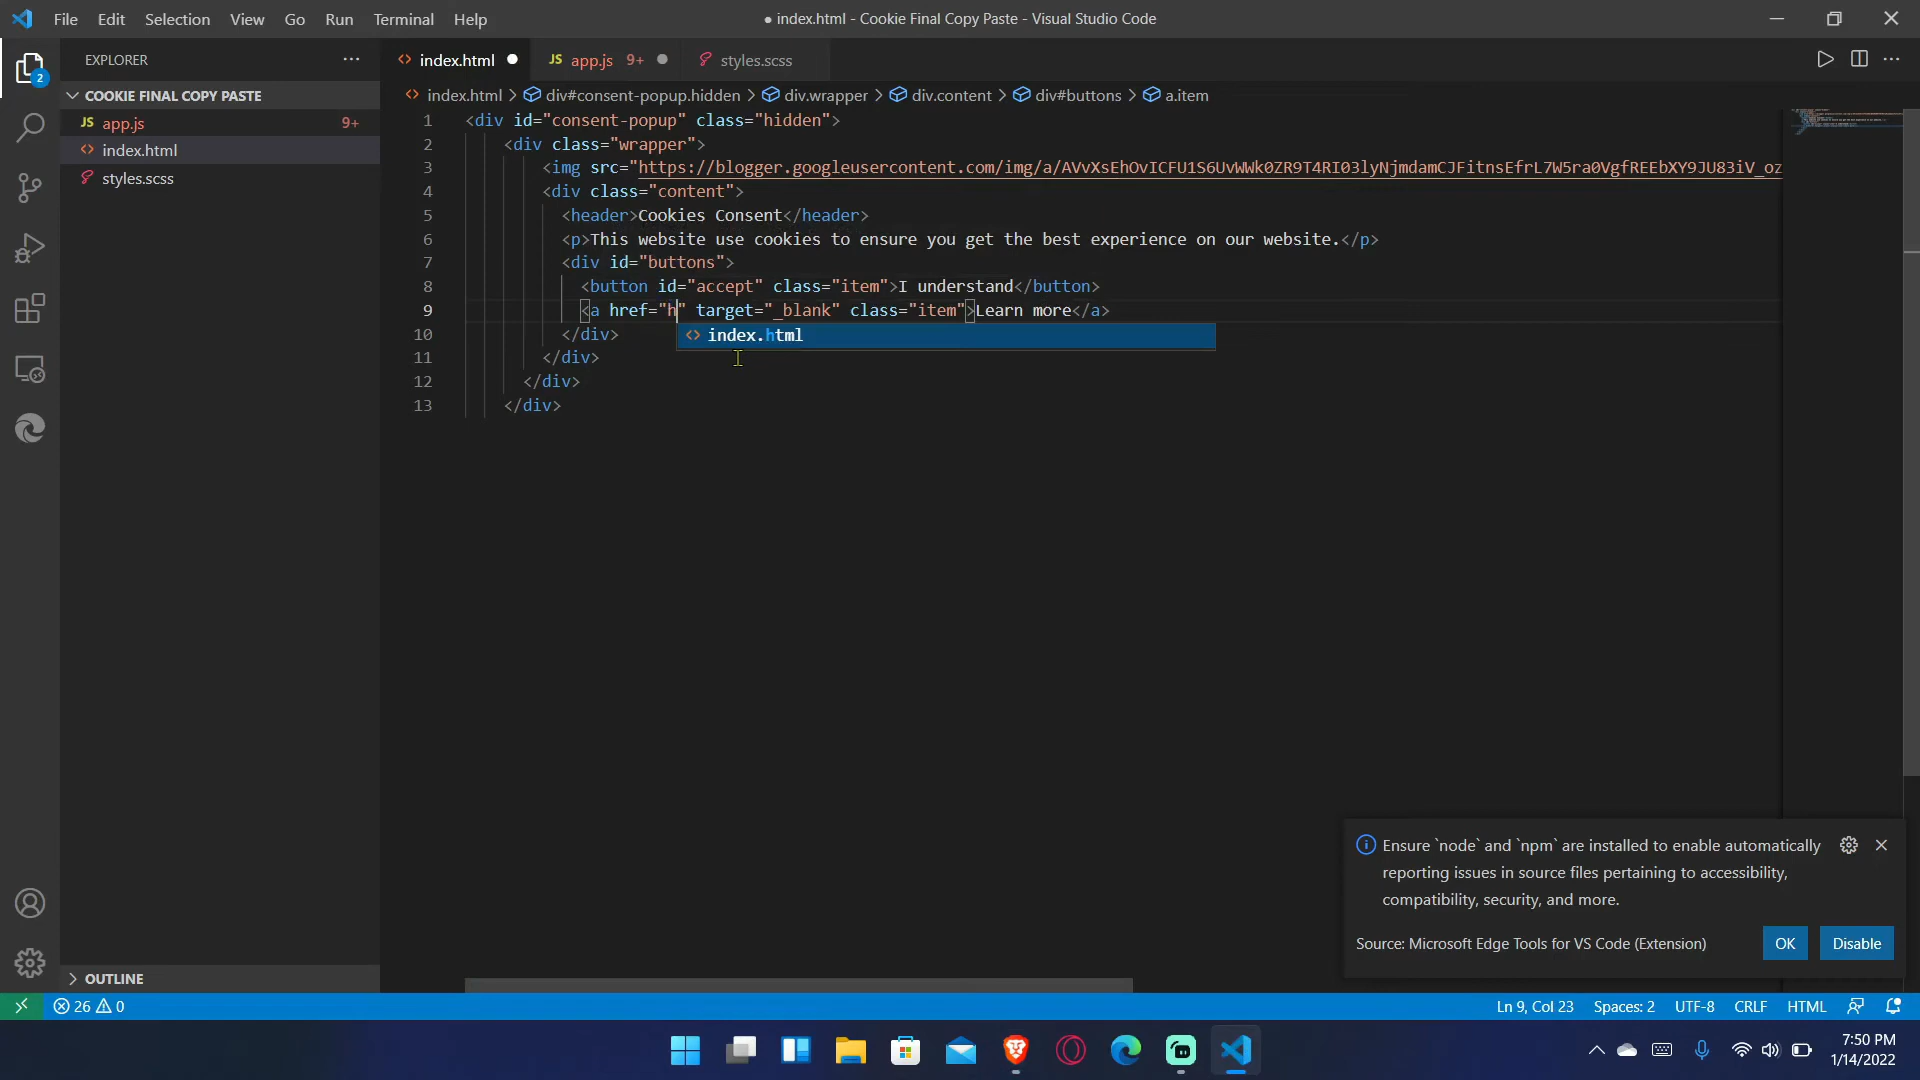 File Edit Selection View Go Run Terminal Help
● index.html - Cookie Final Copy Paste - Visual Studio Code
EXPLORER
COOKIE FINAL COPY PASTE
JS app.js 9+
<> index.html
styles.scss
OUTLINE
2
<> index.html ●
JS app.js 9+ ●
styles.scss
<> index.html > div#consent-popup.hidden > div.wrapper > div.content > div#buttons > a.item
1 <div id="consent-popup" class="hidden">
2 <div class="wrapper">
3 <img src="https://blogger.googleusercontent.com/img/a/AVvXsEhOvICFU1S6UvWWk0ZR9T4RI03lyNjmdamCJFitnsEfrL7W5ra0VgfREEbXY9JU83iV_oz
4 <div class="content">
5 <header>Cookies Consent</header>
6 <p>This website use cookies to ensure you get the best experience on our website.</p>
7 <div id="buttons">
8 <button id="accept" class="item">I understand</button>
9 <a href="h" target="_blank" class="item">Learn more</a>
<> index.html
10 </div>
11 </div>
12 </div>
13 </div>
Ensure `node` and `npm` are installed to enable automatically
reporting issues in source files pertaining to accessibility,
compatibility, security, and more.
Source: Microsoft Edge Tools for VS Code (Extension)
OK
Disable
26 0
Ln 9, Col 23 Spaces: 2 UTF-8 CRLF HTML
7:50 PM
1/14/2022